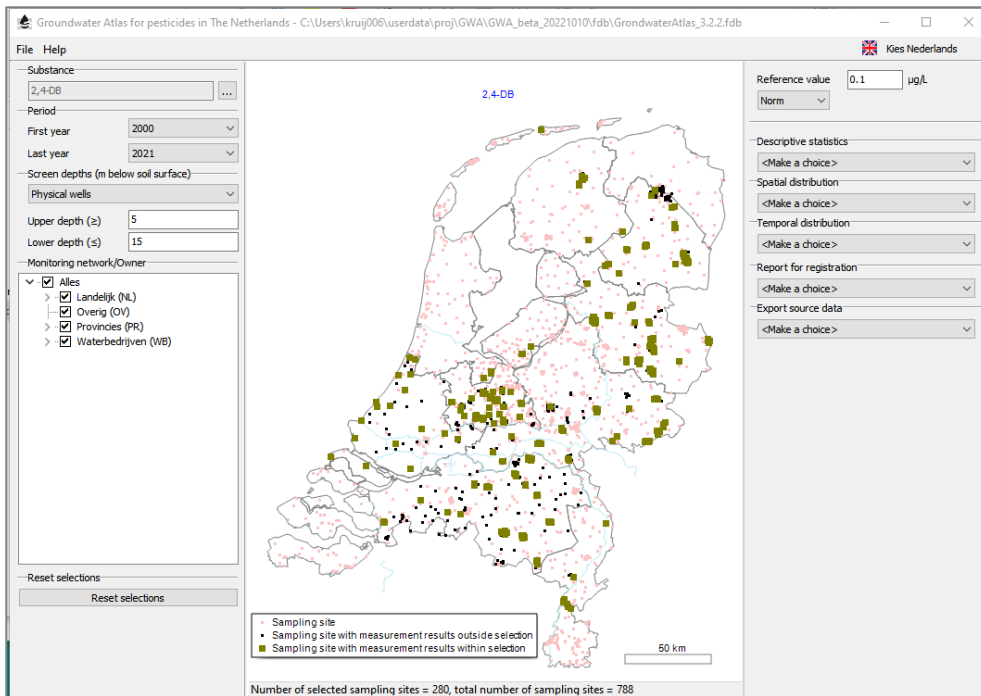 Groundwater Atlas for pesticides in The Netherlands - C:\Users\kruij006\userdata\proj\GWA\GWA_beta_20221010\fdb\GrondwaterAtlas_3.2.2.fdb
File Help
Kies Nederlands
Substance
2,4-DB
...
Period
First year 2000
Last year 2021
Screen depths (m below soil surface)
Physical wells
Upper depth (≥) 5
Lower depth (≤) 15
Monitoring network/Owner
Alles
Landelijk (NL)
Overig (OV)
Provincies (PR)
Waterbedrijven (WB)
Reset selections
Reset selections
2,4-DB
Sampling site
Sampling site with measurement results outside selection
Sampling site with measurement results within selection
50 km
Number of selected sampling sites = 280, total number of sampling sites = 788
Reference value 0.1 µg/L
Norm
Descriptive statistics
<Make a choice>
Spatial distribution
<Make a choice>
Temporal distribution
<Make a choice>
Report for registration
<Make a choice>
Export source data
<Make a choice>